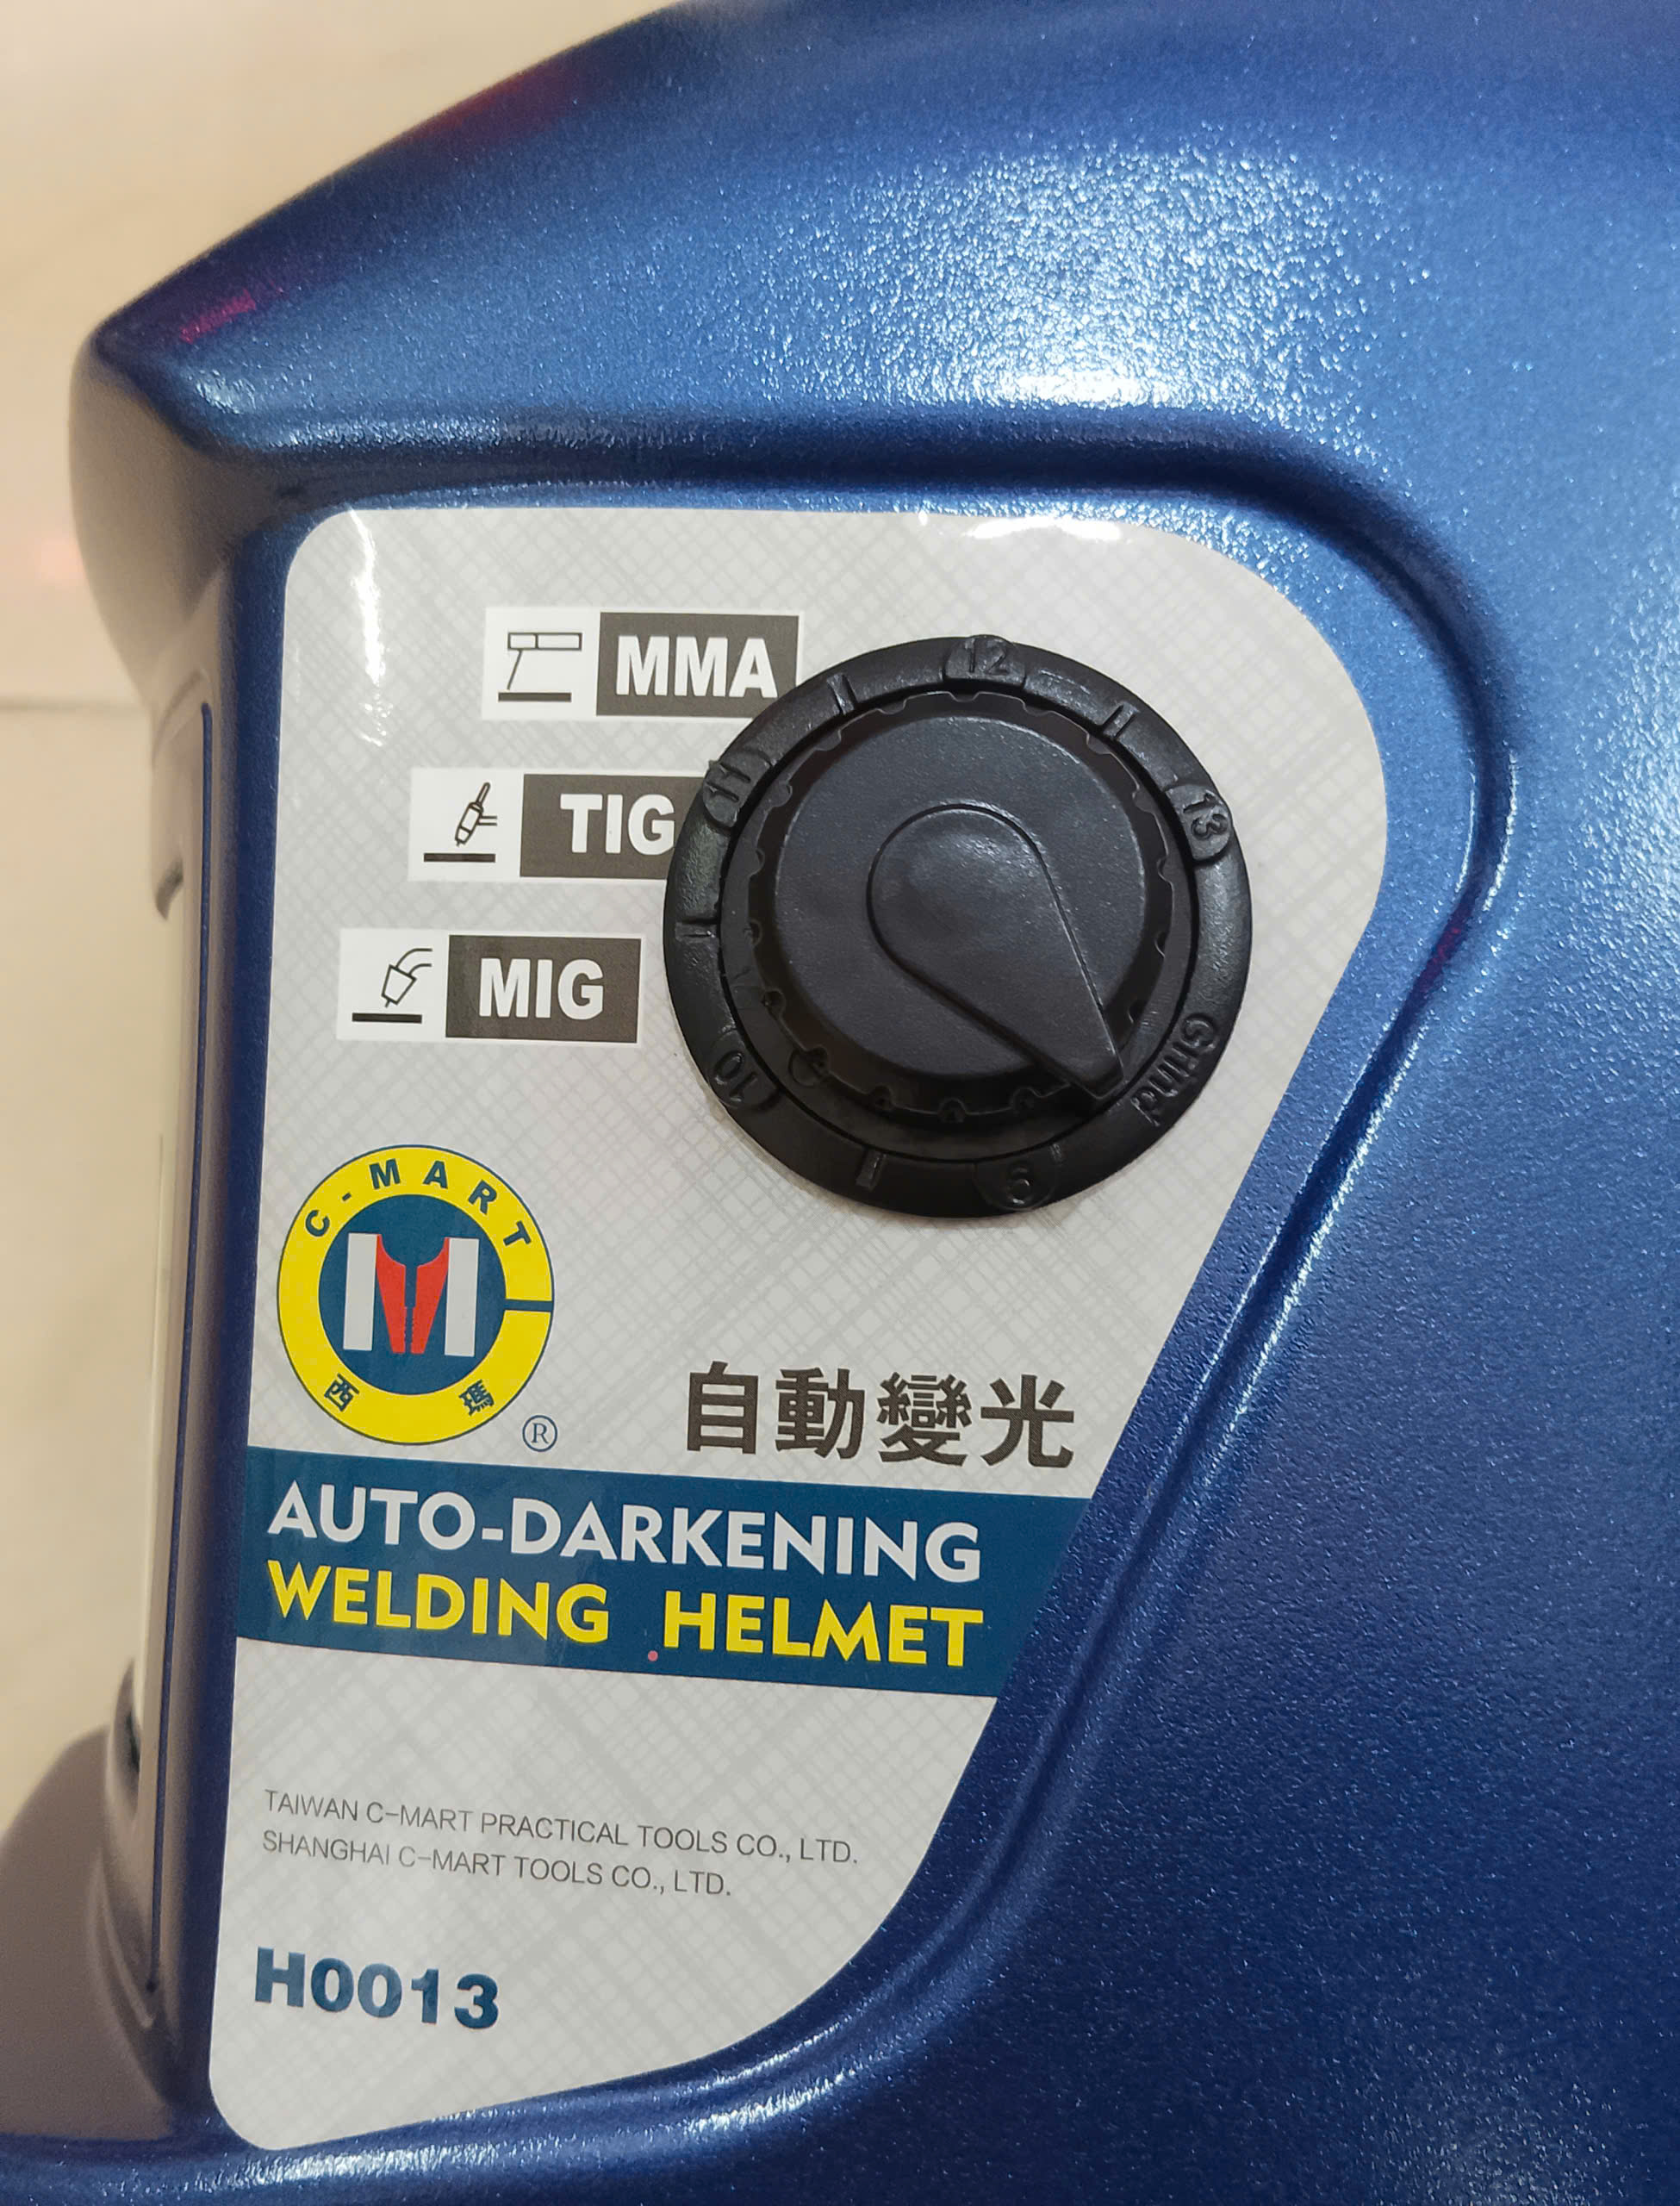 MMA
TIG
MIG
11
12
13
10
9
Grind
C-MART
西 瑪
®
自動變光
AUTO-DARKENING
WELDING HELMET
TAIWAN C-MART PRACTICAL TOOLS CO., LTD.
SHANGHAI C-MART TOOLS CO., LTD.
H0013